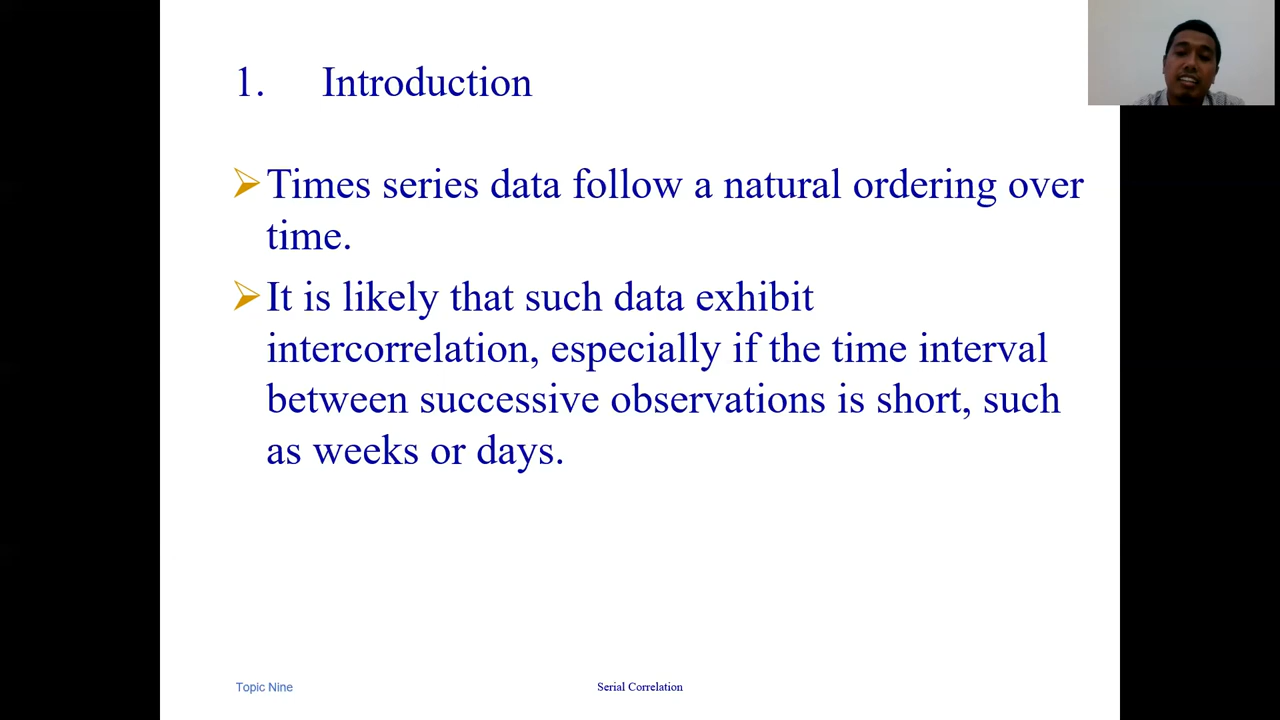 1. Introduction
Times series data follow a natural ordering over
time.
It is likely that such data exhibit
intercorrelation, especially if the time interval
between successive observations is short, such
as weeks or days.
Topic Nine
Serial Correlation